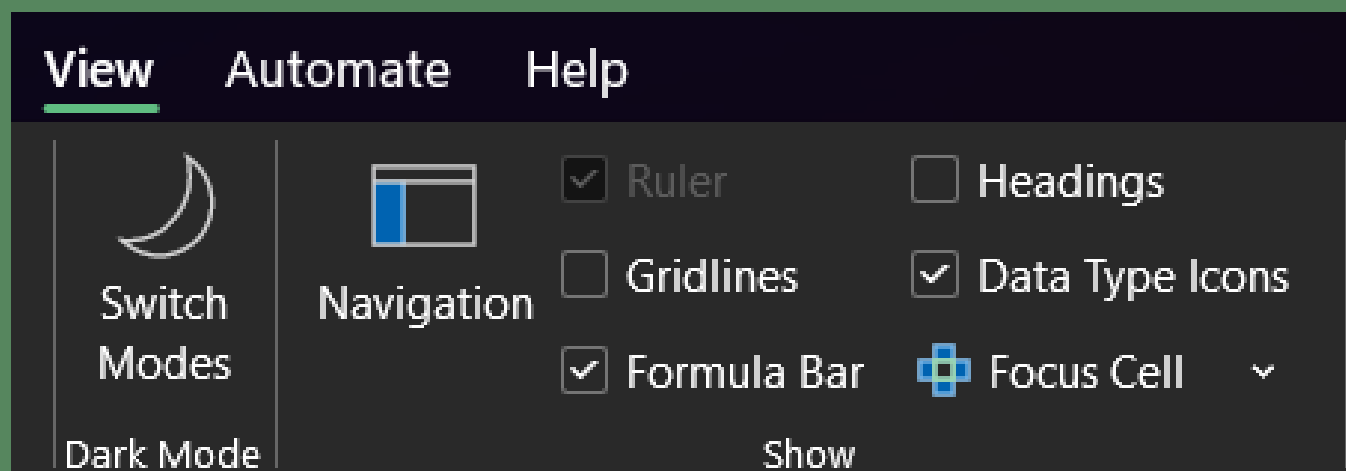 View Automate Help
Switch
Modes
Dark Mode
Navigation
Ruler
Gridlines
Formula Bar
Headings
Data Type Icons
Focus Cell
Show